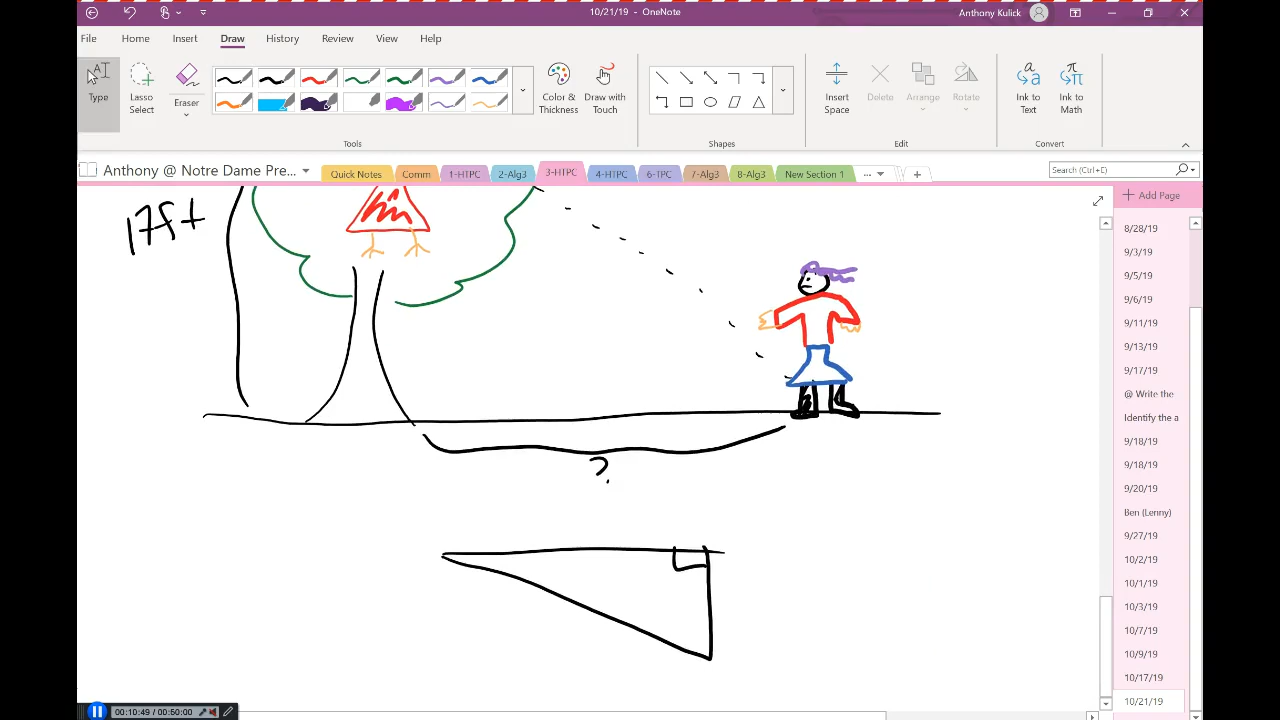 10/21/19 - OneNote
Anthony Kulick
File Home Insert Draw History Review View Help
Type
Lasso Select
Eraser
Color & Thickness
Draw with Touch
Insert Space
Delete
Arrange
Rotate
Ink to Text
Ink to Math
Tools
Shapes
Edit
Convert
Anthony @ Notre Dame Pre...
Quick Notes Comm 1-HTPC 2-Alg3 3-HTPC 4-HTPC 6-TPC 7-Alg3 8-Alg3 New Section 1 ... +
Search (Ctrl+E)
+ Add Page
8/28/19
9/3/19
9/5/19
9/6/19
9/11/19
9/13/19
9/17/19
@ Write the
Identify the a
9/18/19
9/18/19
9/20/19
Ben (Lenny)
9/27/19
10/2/19
10/1/19
10/3/19
10/7/19
10/9/19
10/17/19
10/21/19
17ft
?
00:10:49 / 00:50:00